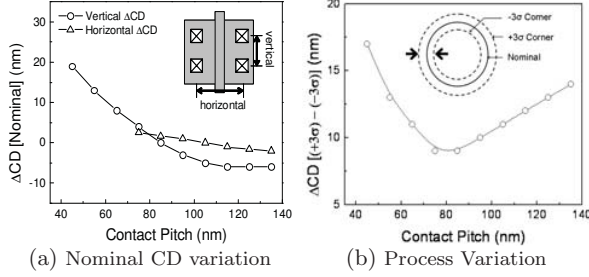 Vertical ΔCD
Horizontal ΔCD
vertical
horizontal
ΔCD [Nominal] (nm)
30
20
10
0
-10
40 60 80 100 120 140
Contact Pitch (nm)
(a) Nominal CD variation
-3σ Corner
+3σ Corner
Nominal
ΔCD [(+3σ) – (–3σ)] (nm)
20
15
10
5
40 60 80 100 120 140
Contact Pitch (nm)
(b) Process Variation